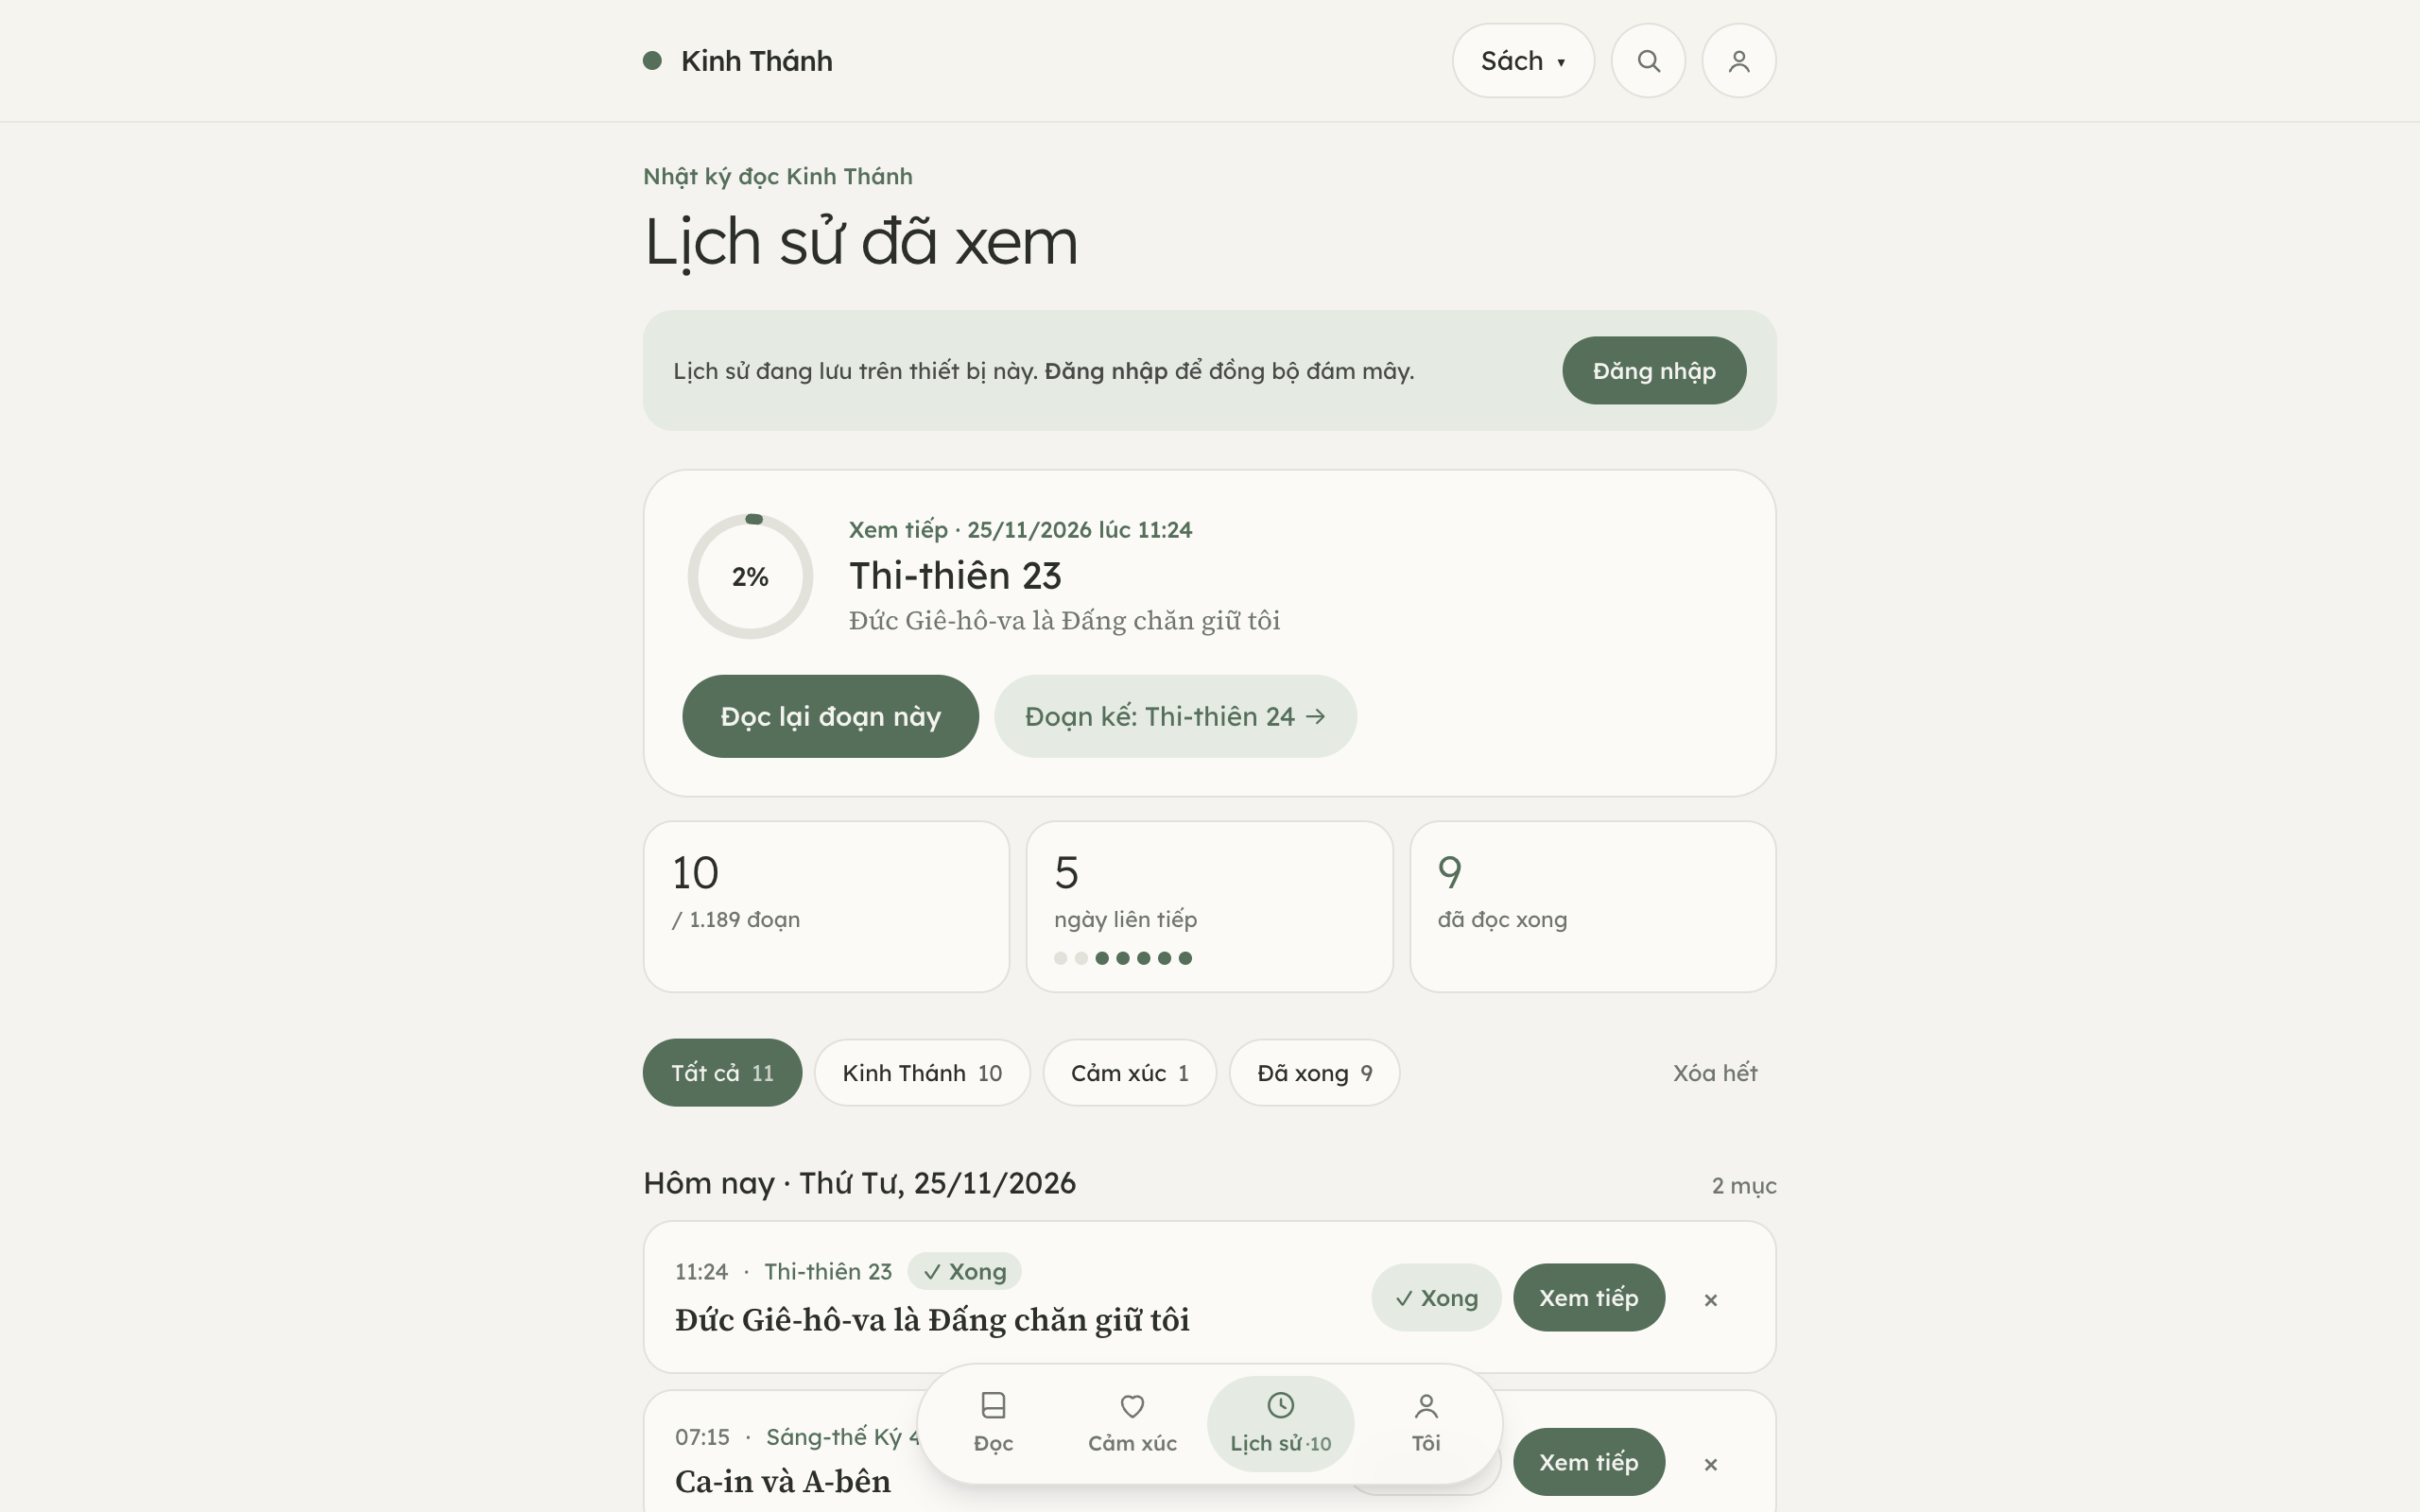 Kinh Thánh
Sách ▾
Nhật ký đọc Kinh Thánh
Lịch sử đã xem
Lịch sử đang lưu trên thiết bị này. Đăng nhập để đồng bộ đám mây.
Đăng nhập
2%
Xem tiếp · 25/11/2026 lúc 11:24
Thi-thiên 23
Đức Giê-hô-va là Đấng chăn giữ tôi
Đọc lại đoạn này
Đoạn kế: Thi-thiên 24 →
10
/ 1.189 đoạn
5
ngày liên tiếp
9
đã đọc xong
Tất cả 11
Kinh Thánh 10
Cảm xúc 1
Đã xong 9
Xóa hết
Hôm nay · Thứ Tư, 25/11/2026
2 mục
11:24 · Thi-thiên 23 ✓ Xong
Đức Giê-hô-va là Đấng chăn giữ tôi
✓ Xong
Xem tiếp
×
07:15 · Sáng-thế Ký 4
Ca-in và A-bên
Xem tiếp
×
Đọc
Cảm xúc
Lịch sử ·10
Tôi